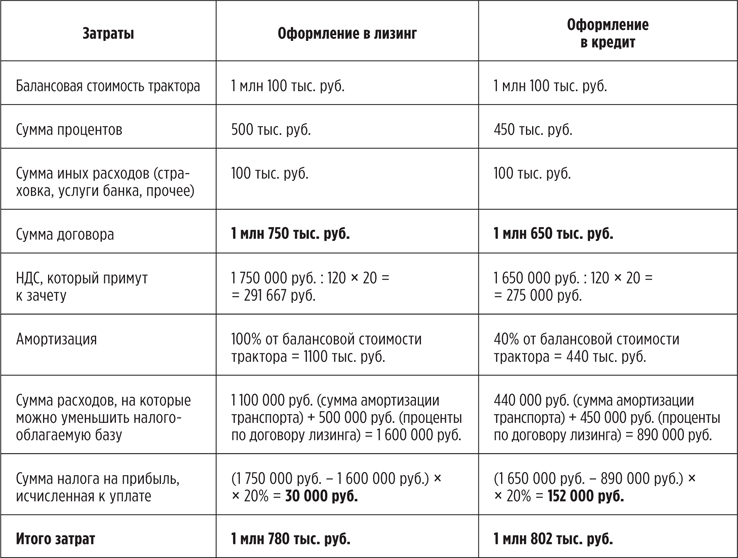 Затраты
Оформление в лизинг
Оформление
в кредит
Балансовая стоимость трактора
1 млн 100 тыс. руб.
1 млн 100 тыс. руб.
Сумма процентов
500 тыс. руб.
450 тыс. руб.
Сумма иных расходов (стра-
ховка, услуги банка, прочее)
100 тыс. руб.
100 тыс. руб.
Сумма договора
1 млн 750 тыс. руб.
1 млн 650 тыс. руб.
НДС, который примут
к зачету
1 750 000 руб. : 120 × 20 =
= 291 667 руб.
1 650 000 руб. : 120 × 20 =
= 275 000 руб.
Амортизация
100% от балансовой стоимости
трактора = 1100 тыс. руб.
40% от балансовой стоимости
трактора = 440 тыс. руб.
Сумма расходов, на которые
можно уменьшить налого-
облагаемую базу
1 100 000 руб. (сумма амортизации
транспорта) + 500 000 руб. (проценты
по договору лизинга) = 1 600 000 руб.
440 000 руб. (сумма амортизации
транспорта) + 450 000 руб. (проценты
по договору лизинга) = 890 000 руб.
Сумма налога на прибыль,
исчисленная к уплате
(1 750 000 руб. – 1 600 000 руб.) ×
× 20% = 30 000 руб.
(1 650 000 руб. – 890 000 руб.) ×
× 20% = 152 000 руб.
Итого затрат
1 млн 780 тыс. руб.
1 млн 802 тыс. руб.